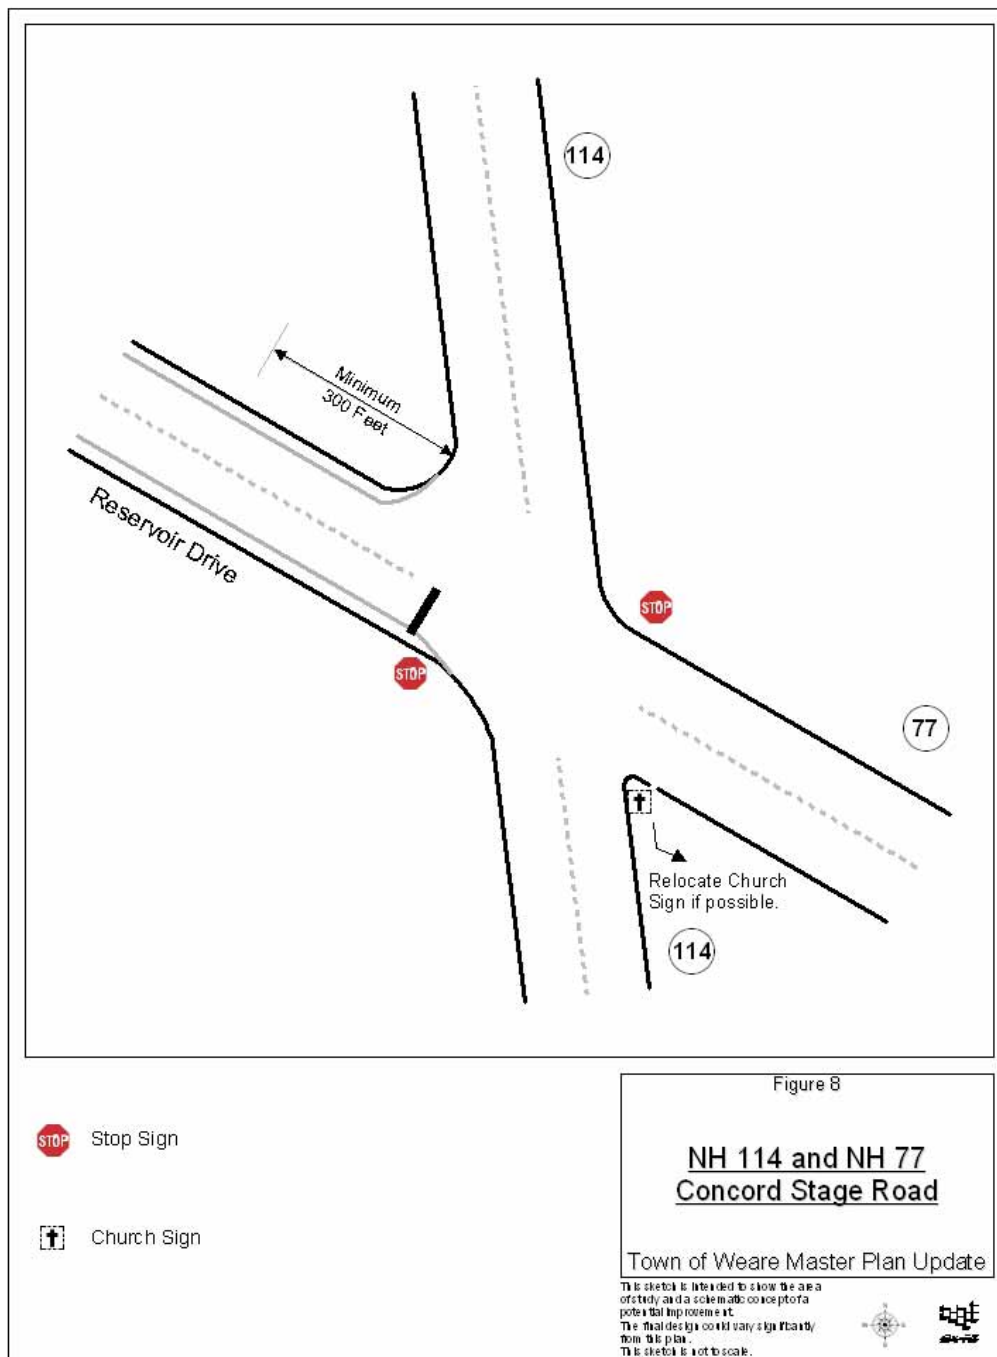 114
Minimum
300 Feet
Reservoir Drive
STOP
STOP
77
Relocate Church
Sign if possible.
114
STOP Stop Sign
Church Sign
Figure 8
NH 114 and NH 77
Concord Stage Road
Town of Weare Master Plan Update
This sketch is intended to show the area
of study and a schematic concept of a
potential improvement.
The final design could vary significantly
from this plan.
This sketch is not to scale.